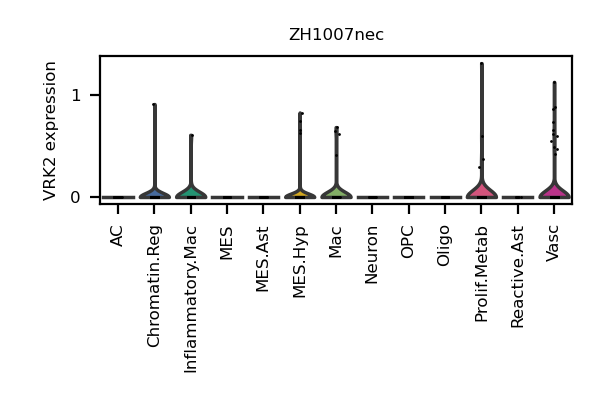 ZH1007nec
VRK2 expression
1
0
AC
Chromatin.Reg
Inflammatory.Mac
MES
MES.Ast
MES.Hyp
Mac
Neuron
OPC
Oligo
Prolif.Metab
Reactive.Ast
Vasc